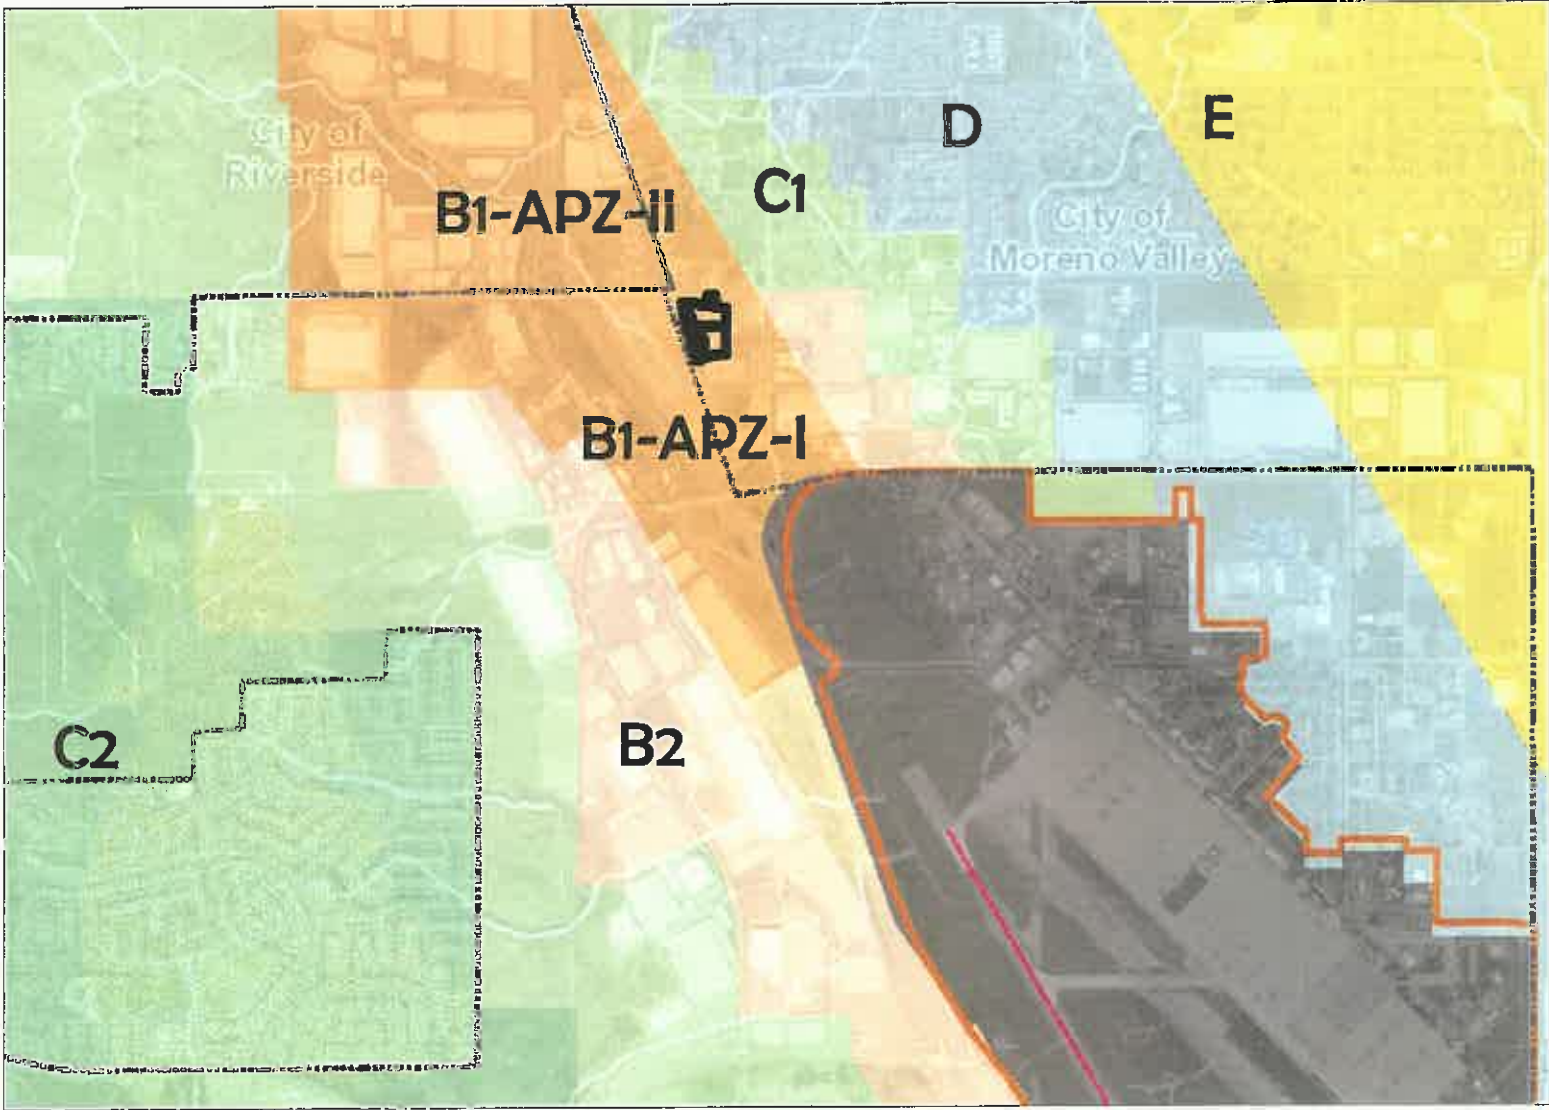 D
E
City of
Riverside
C1
B1-APZ-II
City of
Moreno Valley
B1-APZ-I
C2
B2